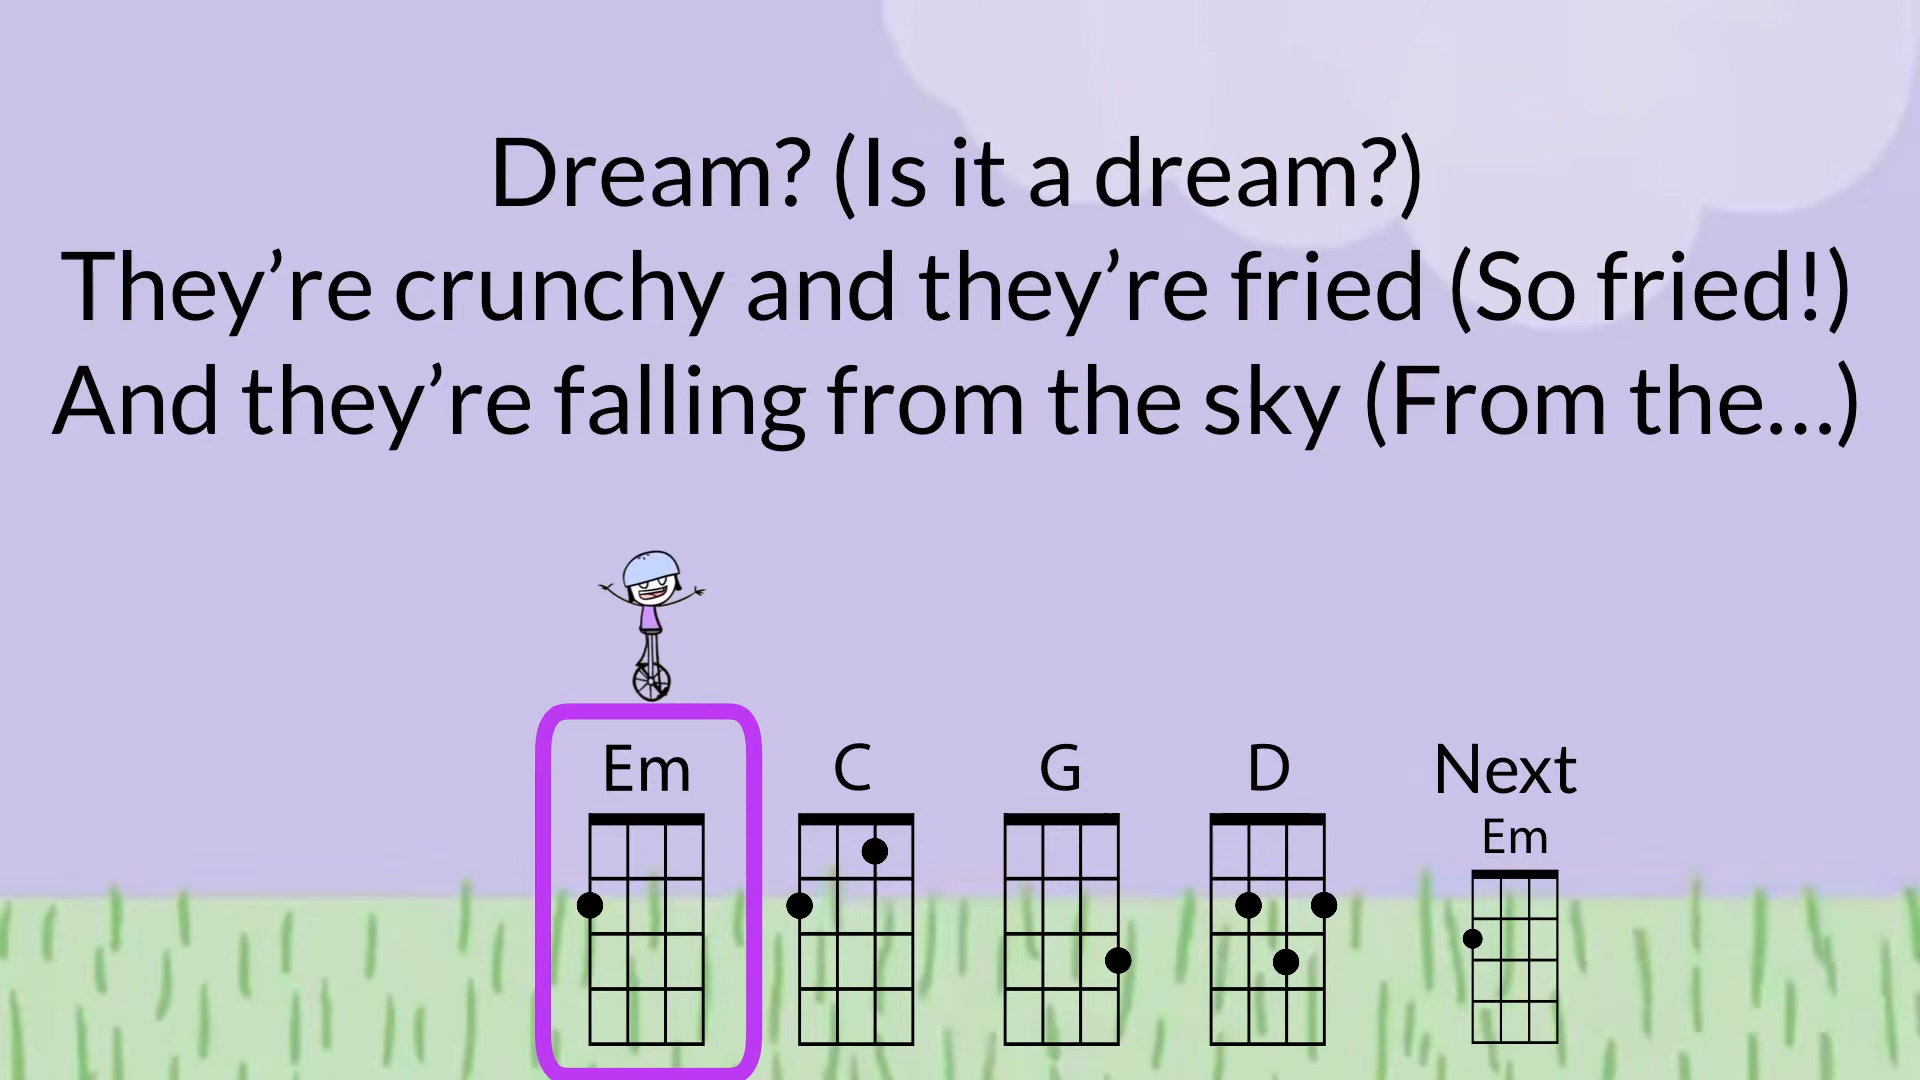 Dream? (Is it a dream?)
They’re crunchy and they’re fried (So fried!)
And they’re falling from the sky (From the...)
Em C G D Next
Em